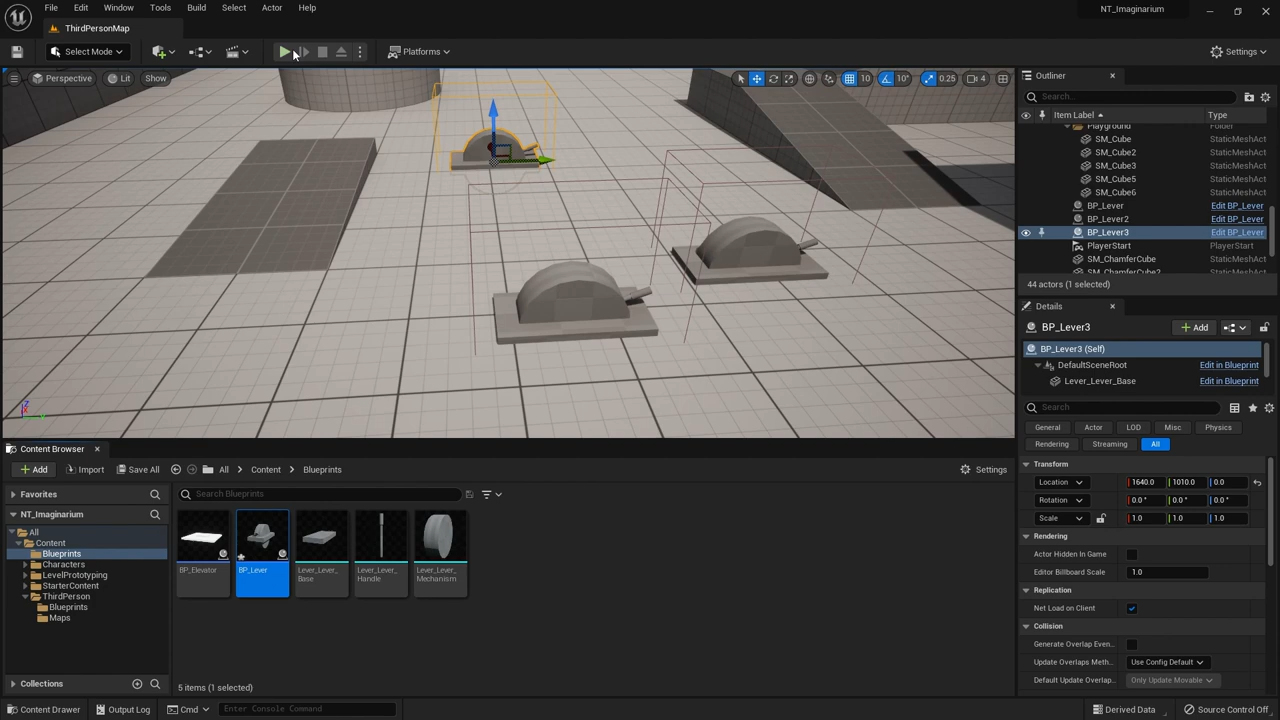 File Edit Window Tools Build Select Actor Help
NT_Imaginarium
ThirdPersonMap
Select Mode
Platforms
Settings
Perspective Lit Show
10 10° 0.25 4
Outliner
Search...
Item Label Type
Playground Folder
SM_Cube StaticMeshAct
SM_Cube2 StaticMeshAct
SM_Cube3 StaticMeshAct
SM_Cube5 StaticMeshAct
SM_Cube6 StaticMeshAct
BP_Lever Edit BP_Lever
BP_Lever2 Edit BP_Lever
BP_Lever3 Edit BP_Lever
PlayerStart PlayerStart
SM_ChamferCube StaticMeshAct
SM_ChamferCube2
44 actors (1 selected)
Details
BP_Lever3
Add
BP_Lever3 (Self)
DefaultSceneRoot Edit in Blueprint
Lever_Lever_Base Edit in Blueprint
Search
General Actor LOD Misc Physics
Rendering Streaming All
Transform
Location 1640.0 1010.0 0.0
Rotation 0.0 ° 0.0 ° 0.0 °
Scale 1.0 1.0 1.0
Rendering
Actor Hidden In Game
Editor Billboard Scale 1.0
Replication
Net Load on Client
Collision
Generate Overlap Even...
Update Overlaps Meth... Use Config Default
Default Update Overlap... Only Update Movable
Content Browser
Add Import Save All All Content Blueprints Settings
Favorites
Search Blueprints
NT_Imaginarium
All
Content
Blueprints
Characters
LevelPrototyping
StarterContent
ThirdPerson
Blueprints
Maps
Collections
BP_Elevator
BP_Lever
Lever_Lever_
Base
Lever_Lever_
Handle
Lever_Lever_
Mechanism
5 items (1 selected)
Content Drawer Output Log Cmd Enter Console Command Derived Data Source Control Off